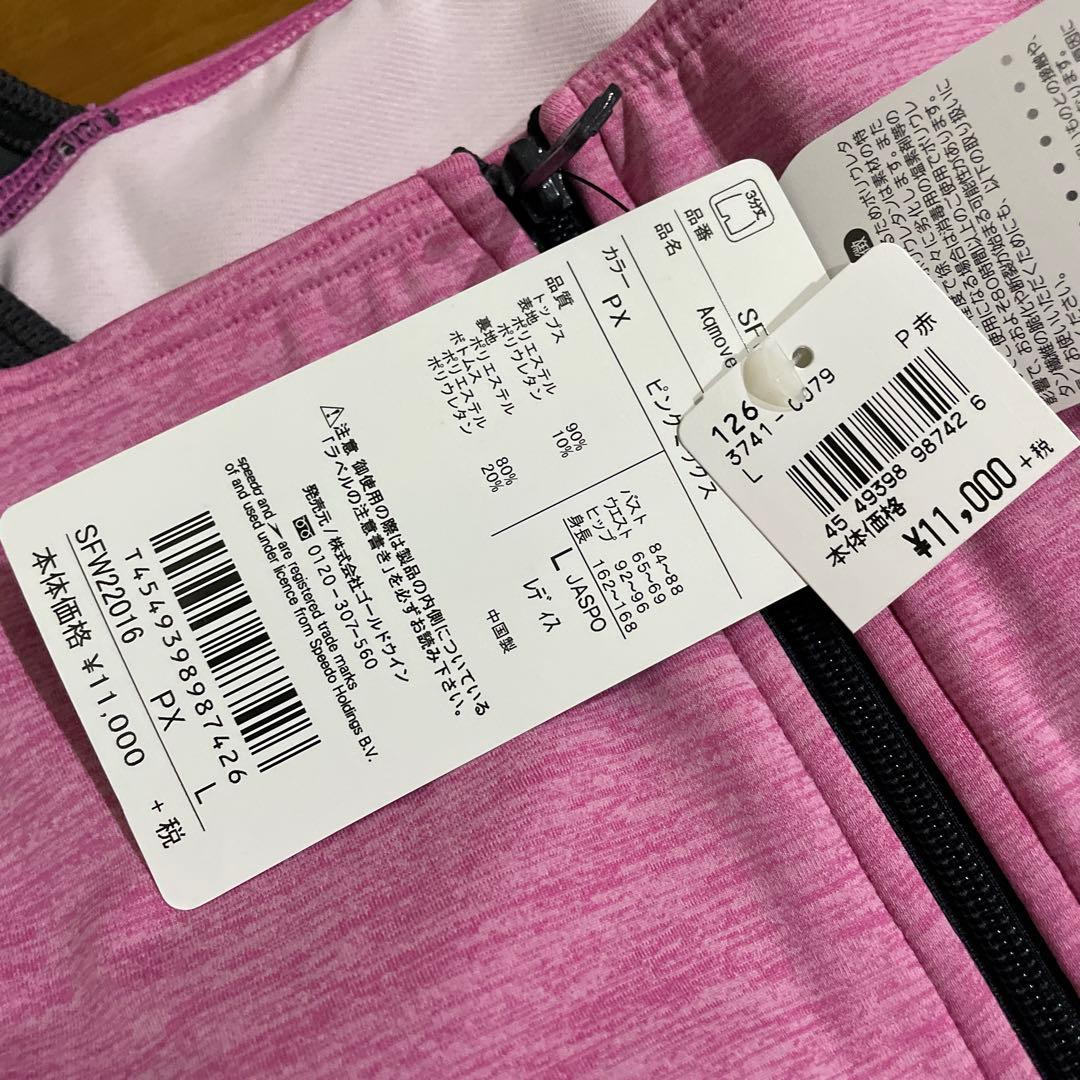 3分丈
品番 SF
品名 Aqmove
カラー PX ピンク
品質
トップス
表地 ポリエステル 90%
ポリウレタン 10%
裏地 ポリエステル
ボトムス
ポリエステル 80%
ポリウレタン 20%
バスト 84~88
ウエスト 65~69
ヒップ 92~96
身長 162~168
L JASPO
レディス
中国製
⚠注意 御使用の際は製品の内側についている
「ラベルの注意書き」を必ずお読み下さい。
発売元/株式会社ゴールドウイン
0120-307-560
speedo and are registered trade marks
of and used under licence from Speedo Holdings B.V.
T4549398987426 L
SFW22016 PX
本体価格 ¥11,000 +税
P赤
126
3741-
L
45 49398 98742 6
本体価格
¥11,000 +税